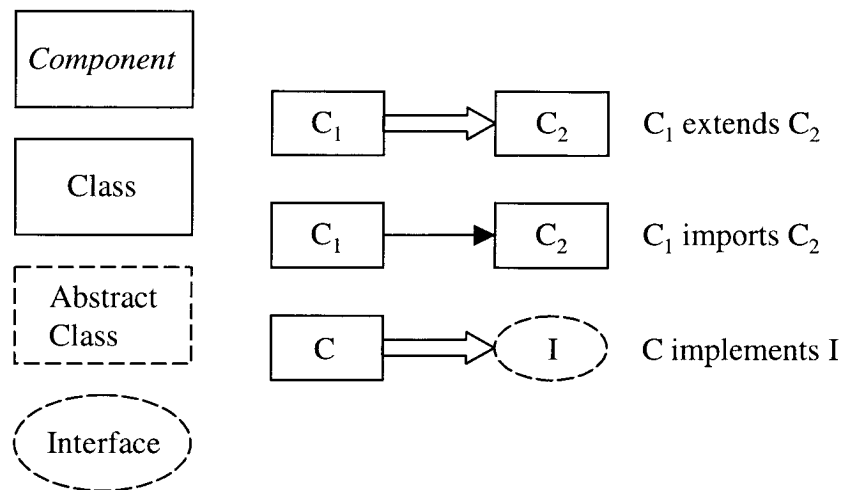 Component
Class
Abstract
Class
Interface
C₁
C₂
C₁ extends C₂
C₁
C₂
C₁ imports C₂
C
I
C implements I